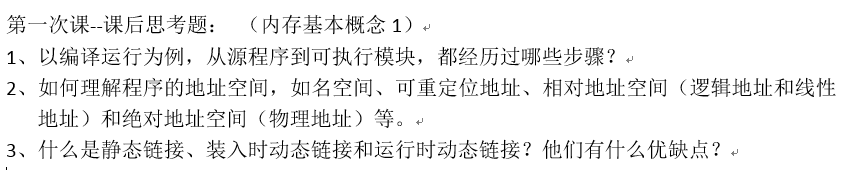 第一次课--课后思考题： （内存基本概念 1）
1、以编译运行为例，从源程序到可执行模块，都经历过哪些步骤？
2、如何理解程序的地址空间，如名空间、可重定位地址、相对地址空间（逻辑地址和线性
地址）和绝对地址空间（物理地址）等。
3、什么是静态链接、装入时动态链接和运行时动态链接？他们有什么优缺点？